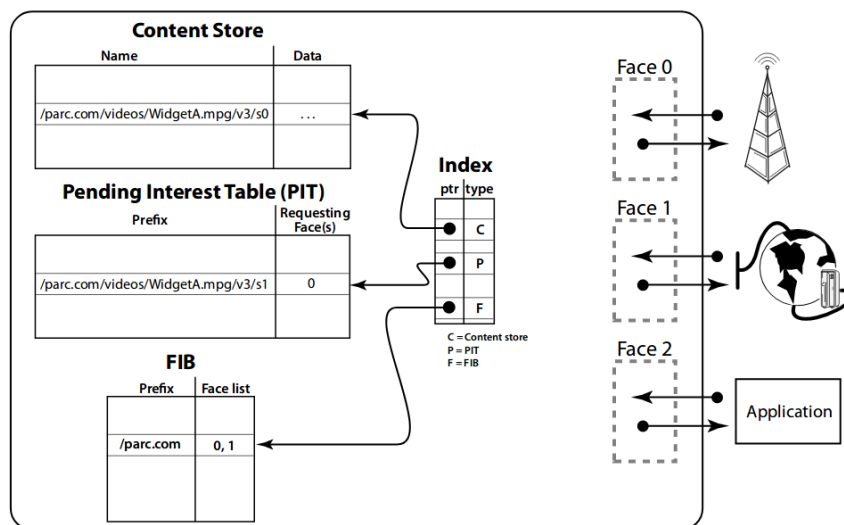 Content Store
Name Data
/parc.com/videos/WidgetA.mpg/v3/s0 ...
Pending Interest Table (PIT)
Prefix Requesting Face(s)
/parc.com/videos/WidgetA.mpg/v3/s1 0
FIB
Prefix Face list
/parc.com 0, 1
Index
ptr type
C
P
F
C = Content store
P = PIT
F = FIB
Face 0
Face 1
Face 2
Application